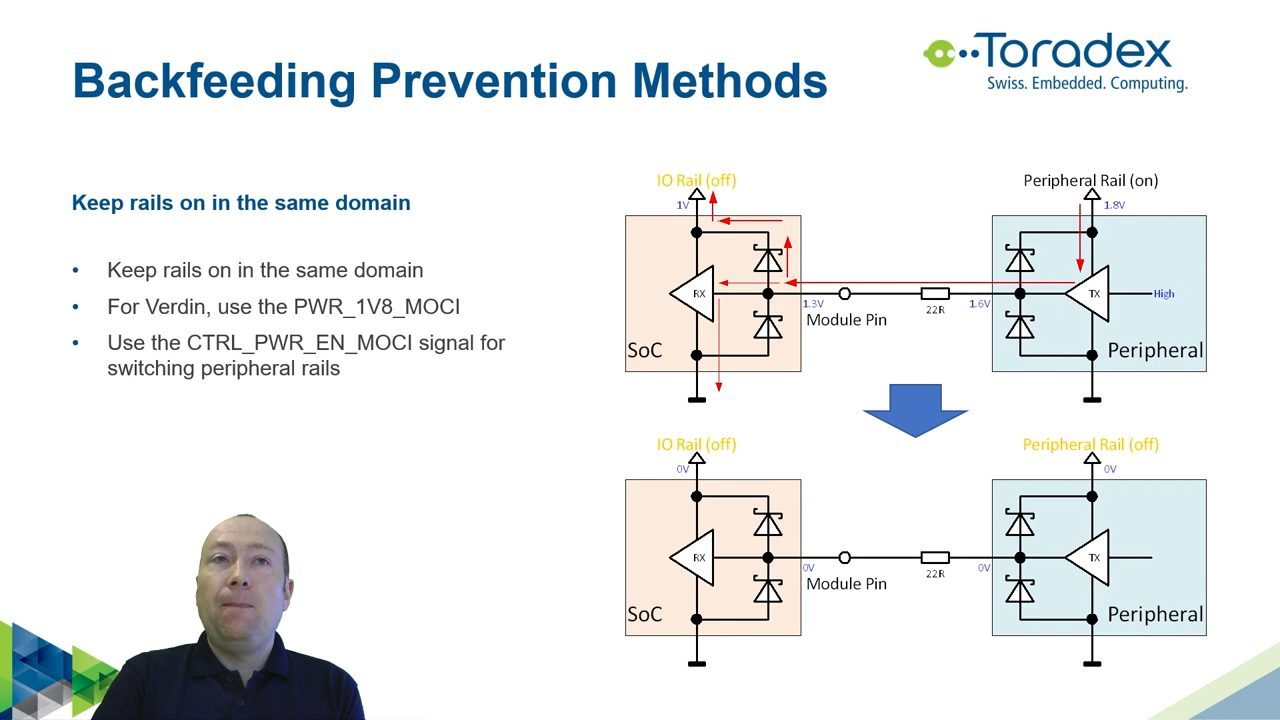 Backfeeding Prevention Methods
Toradex
Swiss. Embedded. Computing.
Keep rails on in the same domain
• Keep rails on in the same domain
• For Verdin, use the PWR_1V8_MOCI
• Use the CTRL_PWR_EN_MOCI signal for
switching peripheral rails
IO Rail (off)
Peripheral Rail (on)
1V
1.8V
RX
1.3V
Module Pin
22R
1.6V
TX
High
SoC
Peripheral
IO Rail (off)
Peripheral Rail (off)
0V
0V
RX
0V
Module Pin
22R
0V
TX
SoC
Peripheral